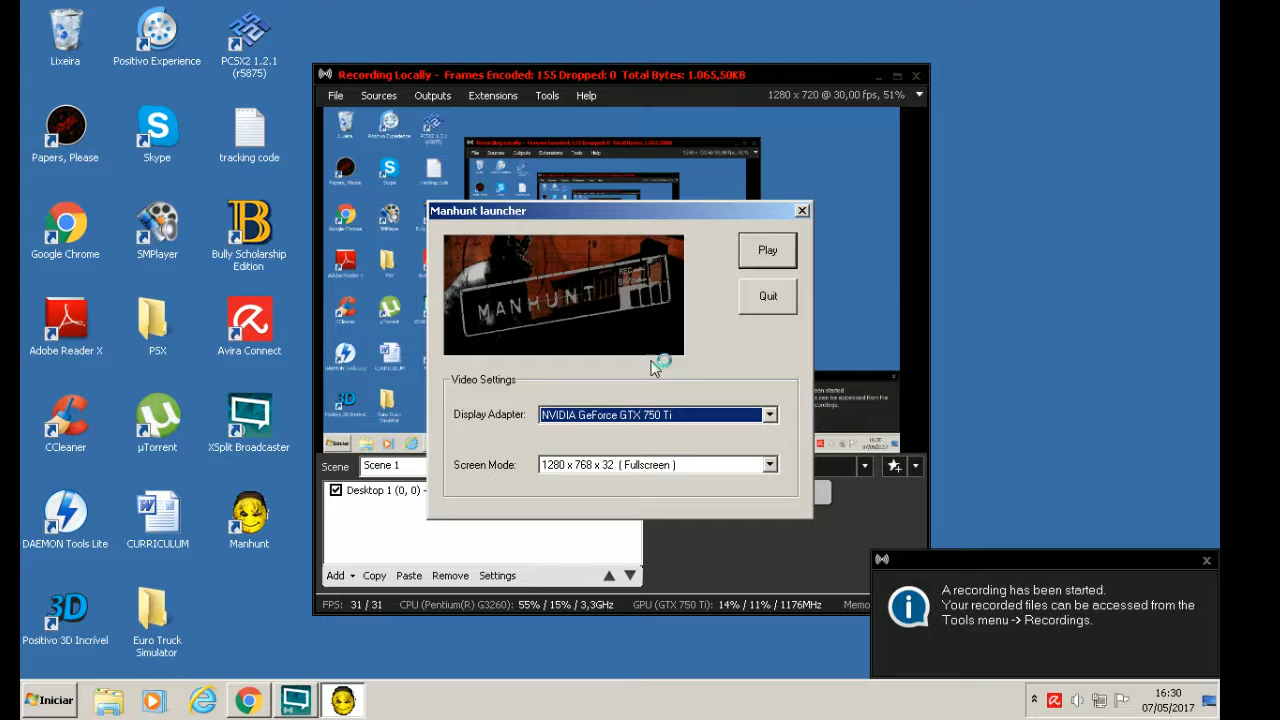 Lixeira
Positivo Experience
PCSX2 1.2.1
(r5875)
Papers, Please
Skype
tracking code
Google Chrome
SMPlayer
Bully Scholarship
Edition
Adobe Reader X
PSX
Avira Connect
CCleaner
µTorrent
XSplit Broadcaster
DAEMON Tools Lite
CURRICULUM
Manhunt
Positivo 3D Incrível
Euro Truck
Simulator
Recording Locally - Frames Encoded: 155 Dropped: 0 Total Bytes: 1.065,50KB
File Sources Outputs Extensions Tools Help
1280 x 720 @ 30,00 fps, 51%
Manhunt launcher
MANHUNT
Play
Quit
Video Settings
Display Adapter: NVIDIA GeForce GTX 750 Ti
Screen Mode: 1280 x 768 x 32 ( Fullscreen )
Scene Scene 1
Desktop 1 (0, 0) -
Add Copy Paste Remove Settings
FPS: 31 / 31 CPU (Pentium(R) G3260): 55% / 15% / 3,3GHz GPU (GTX 750 Ti): 14% / 11% / 1176MHz Memo
A recording has been started.
Your recorded files can be accessed from the
Tools menu -> Recordings.
Iniciar
16:30
07/05/2017